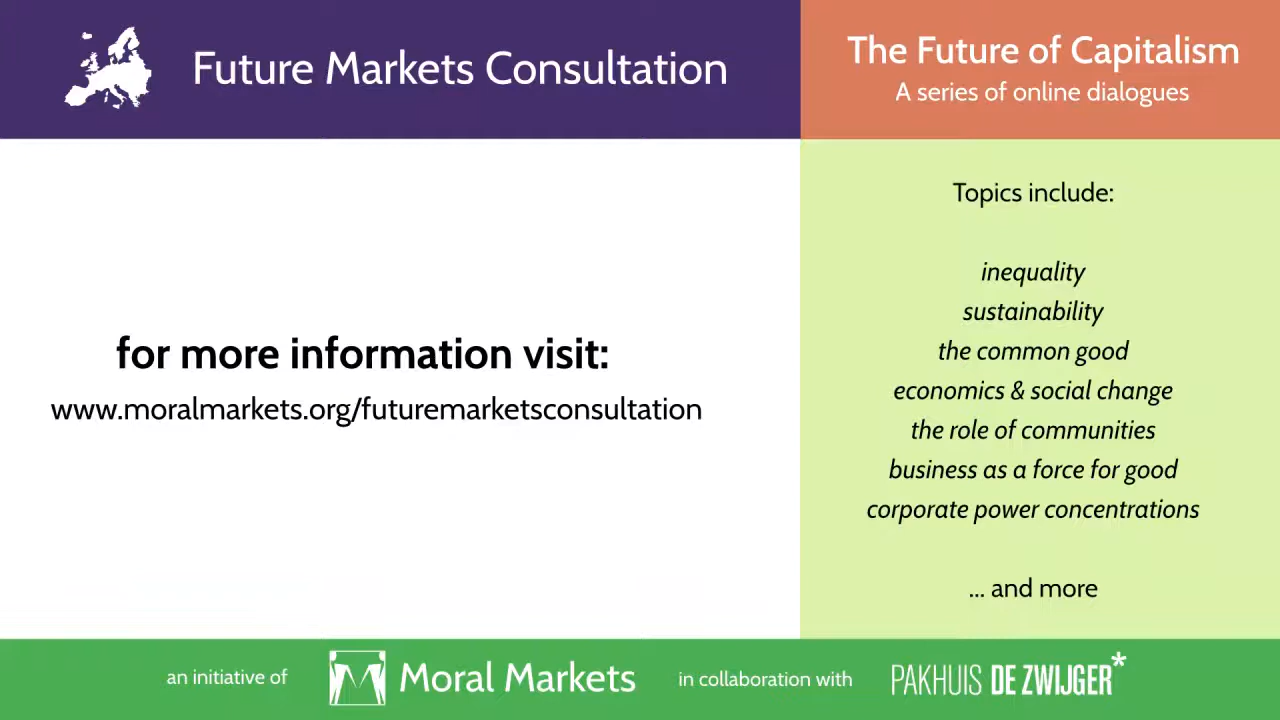 Future Markets Consultation
The Future of Capitalism
A series of online dialogues
for more information visit:
www.moralmarkets.org/futuremarketsconsultation
Topics include:
inequality
sustainability
the common good
economics & social change
the role of communities
business as a force for good
corporate power concentrations
... and more
an initiative of
Moral Markets
in collaboration with
PAKHUIS DE ZWIJGER*